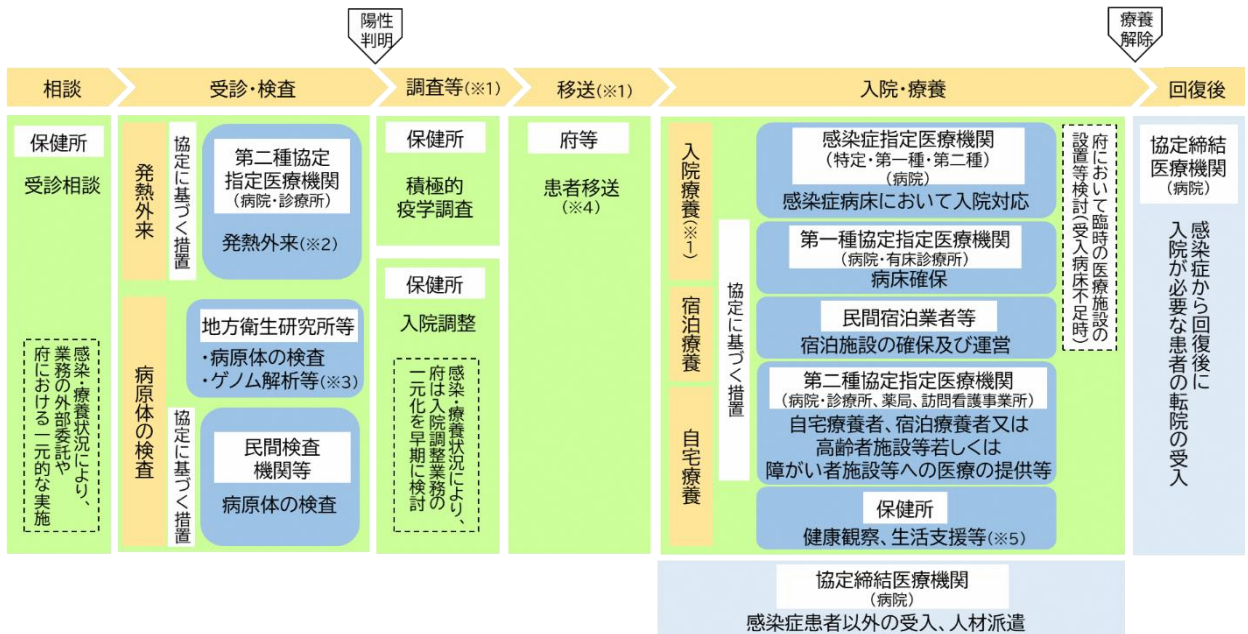 陽性
判明
療養
解除
相談
受診・検査
調査等(※1)
移送(※1)
入院・療養
回復後
保健所
受診相談
感染・療養状況により、
業務の外部委託や
府における一元的な実施
発熱外来
協定に基づく措置
第二種協定
指定医療機関
(病院・診療所)
発熱外来(※2)
病原体の検査
地方衛生研究所等
・病原体の検査
・ゲノム解析等(※3)
協定に基づく措置
民間検査
機関等
病原体の検査
保健所
積極的
疫学調査
保健所
入院調整
感染・療養状況により、
府は入院調整業務の
一元化を早期に検討
府等
患者移送
(※4)
入院療養(※1)
宿泊療養
自宅療養
協定に基づく措置
感染症指定医療機関
(特定・第一種・第二種)
(病院)
感染症病床において入院対応
第一種協定指定医療機関
(病院・有床診療所)
病床確保
民間宿泊業者等
宿泊施設の確保及び運営
第二種協定指定医療機関
(病院・診療所、薬局、訪問看護事業所)
自宅療養者、宿泊療養者又は
高齢者施設等若しくは
障がい者施設等への医療の提供等
保健所
健康観察、生活支援等(※5)
府において臨時の医療施設の
設置等検討(受入病床不足時)
協定締結医療機関
(病院)
感染症患者以外の受入、人材派遣
協定締結
医療機関
(病院)
感染症から回復後に
入院が必要な患者の転院の受入